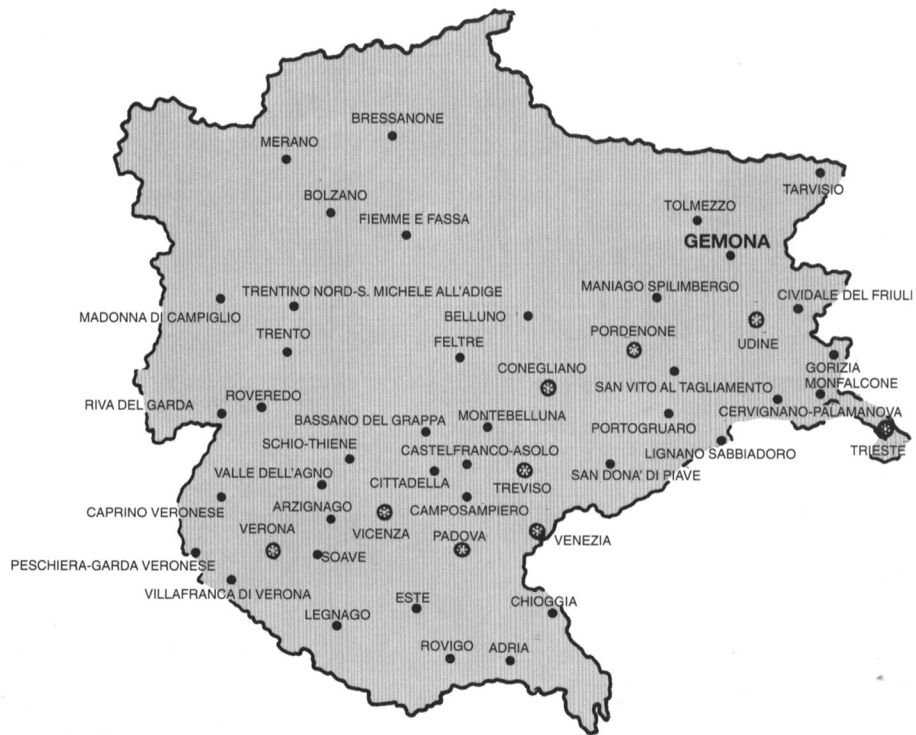 BRESSANONE
MERANO
TARVISIO
BOLZANO
TOLMEZZO
FIEMME E FASSA
GEMONA
MANIAGO SPILIMBERGO
TRENTINO NORD-S. MICHELE ALL'ADIGE
CIVIDALE DEL FRIULI
MADONNA DI CAMPIGLIO
BELLUNO
PORDENONE
TRENTO
UDINE
FELTRE
CONEGLIANO
GORIZIA
SAN VITO AL TAGLIAMENTO
MONFALCONE
ROVEREDO
RIVA DEL GARDA
CERVIGNANO-PALAMANOVA
BASSANO DEL GRAPPA
MONTEBELLUNA
PORTOGRUARO
SCHIO-THIENE
CASTELFRANCO-ASOLO
LIGNANO SABBIADORO
TRIESTE
VALLE DELL'AGNO
CITTADELLA
TREVISO
SAN DONA' DI PIAVE
CAPRINO VERONESE
ARZIGNAGO
CAMPOSAMPIERO
VERONA
VICENZA
PADOVA
VENEZIA
PESCHIERA-GARDA VERONESE
SOAVE
VILLAFRANCA DI VERONA
ESTE
CHIOGGIA
LEGNAGO
ROVIGO
ADRIA